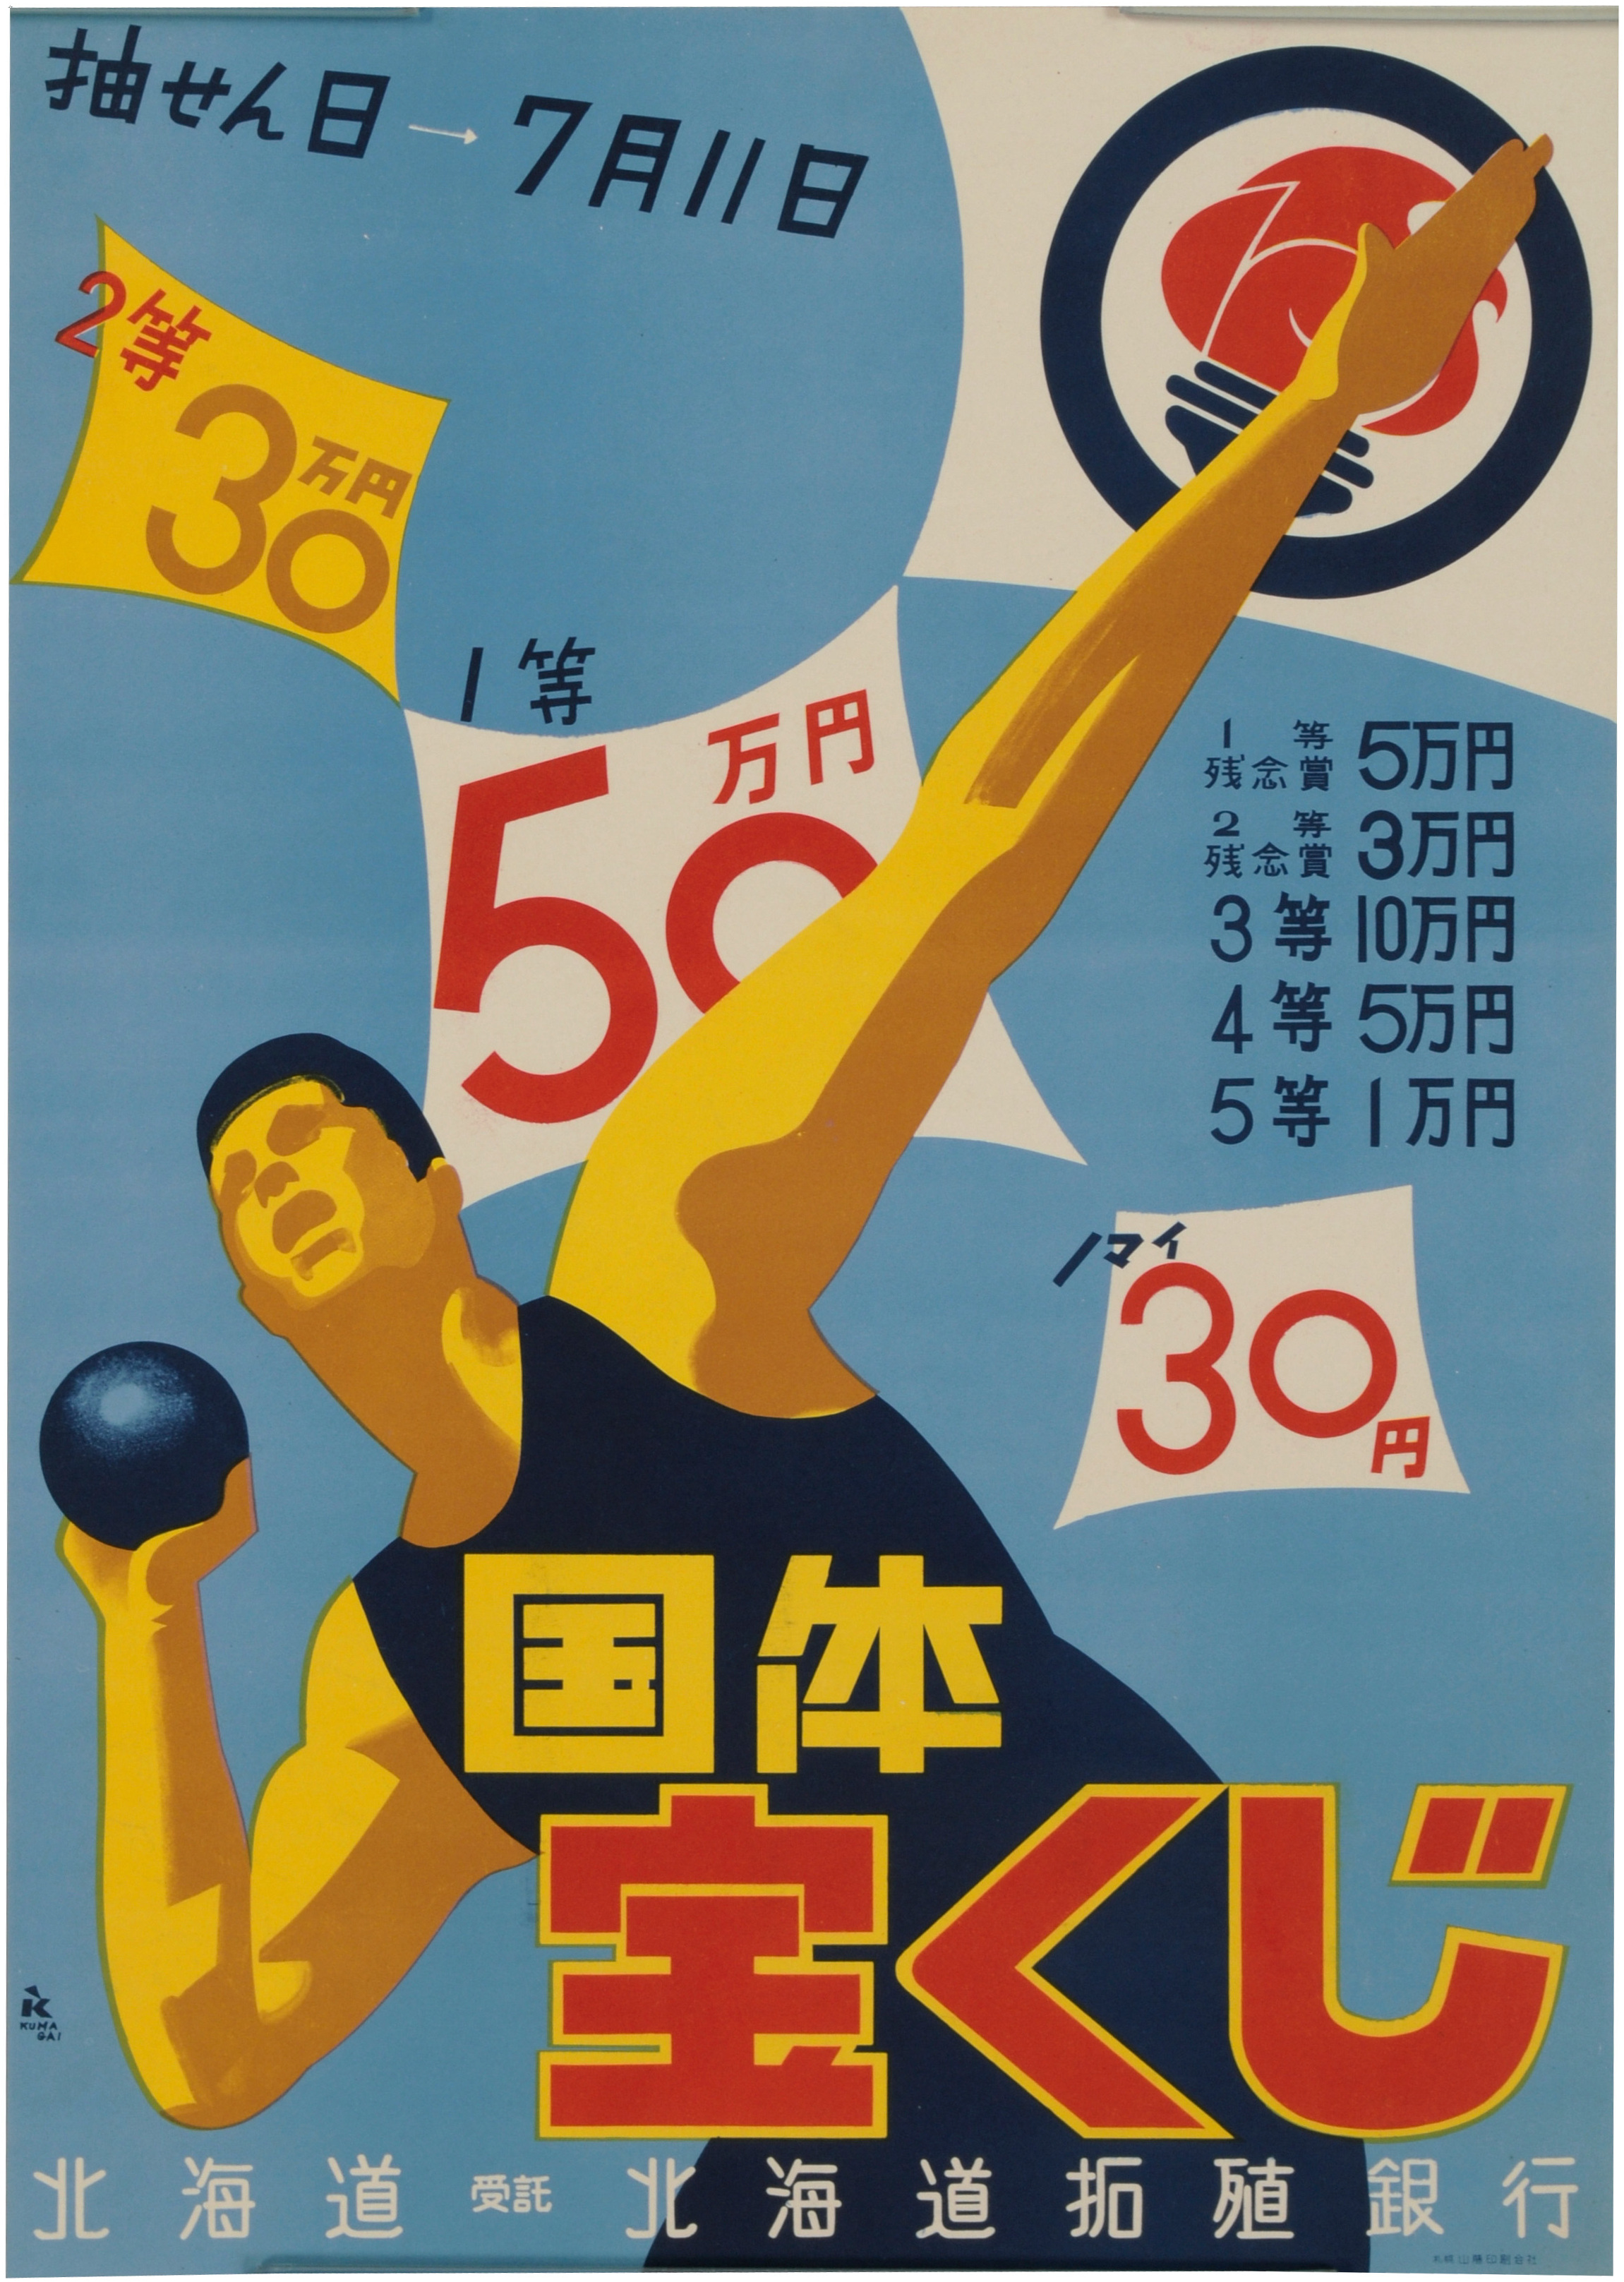 抽せん日→7月11日
2等
30万円
1等
50万円
1等
残念賞 5万円
2等
残念賞 3万円
3等 10万円
4等 5万円
5等 1万円
1マイ
30円
国体
宝くじ
K
KUMA
GAI
北海道 受託 北海道拓殖銀行